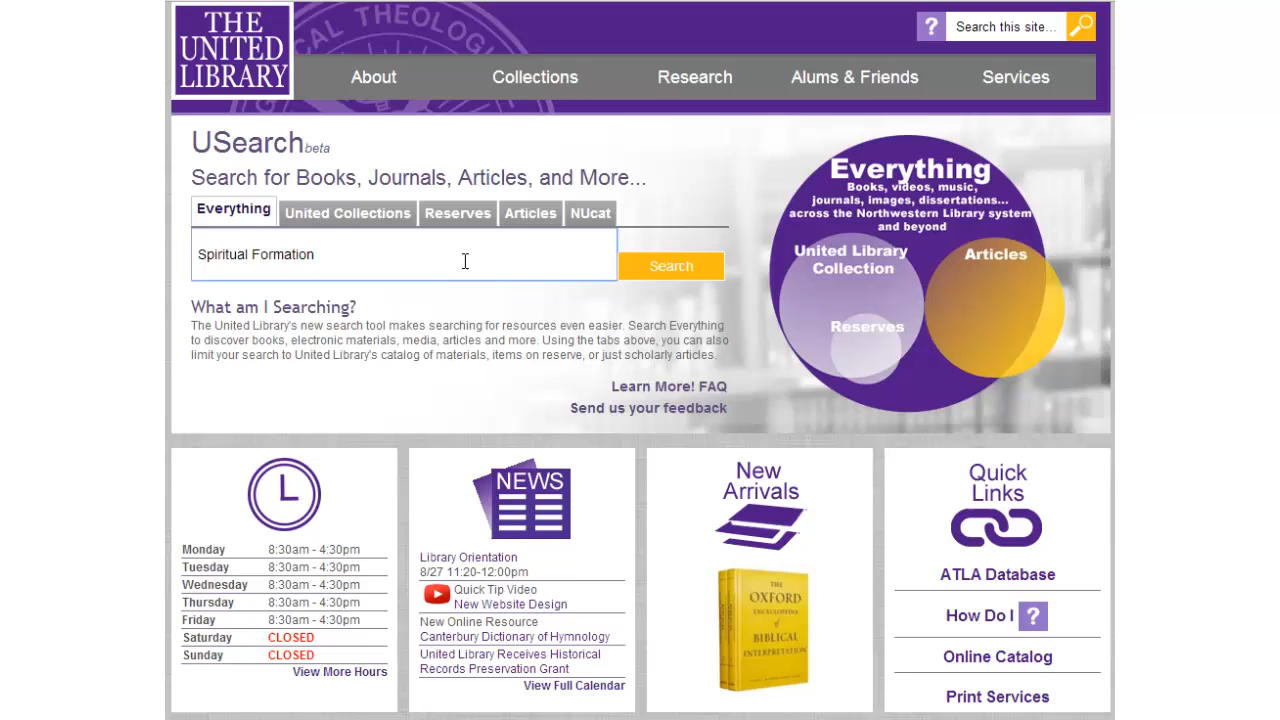 THE
UNITED
LIBRARY
CAL THEOLOG
?
Search this site...
About
Collections
Research
Alums & Friends
Services
USearch beta
Search for Books, Journals, Articles, and More...
Everything
United Collections
Reserves
Articles
NUcat
Spiritual Formation
Search
What am I Searching?
The United Library's new search tool makes searching for resources even easier. Search Everything
to discover books, electronic materials, media, articles and more. Using the tabs above, you can also
limit your search to United Library's catalog of materials, items on reserve, or just scholarly articles.
Learn More! FAQ
Send us your feedback
Everything
Books, videos, music,
journals, images, dissertations...
across the Northwestern Library system
and beyond
United Library
Collection
Articles
Reserves
Monday 8:30am - 4:30pm
Tuesday 8:30am - 4:30pm
Wednesday 8:30am - 4:30pm
Thursday 8:30am - 4:30pm
Friday 8:30am - 4:30pm
Saturday CLOSED
Sunday CLOSED
View More Hours
NEWS
Library Orientation
8/27 11:20-12:00pm
Quick Tip Video
New Website Design
New Online Resource
Canterbury Dictionary of Hymnology
United Library Receives Historical
Records Preservation Grant
View Full Calendar
New
Arrivals
THE
OXFORD
ENCYCLOPEDIA
of
BIBLICAL
INTERPRETATION
Quick
Links
ATLA Database
How Do I ?
Online Catalog
Print Services